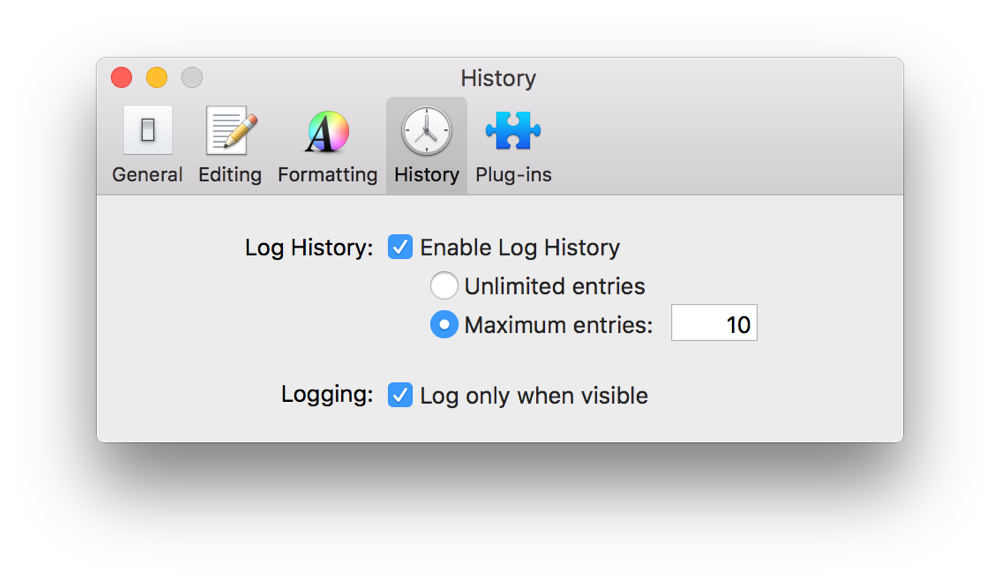 History
General Editing Formatting History Plug-ins
Log History: Enable Log History
Unlimited entries
Maximum entries: 10
Logging: Log only when visible